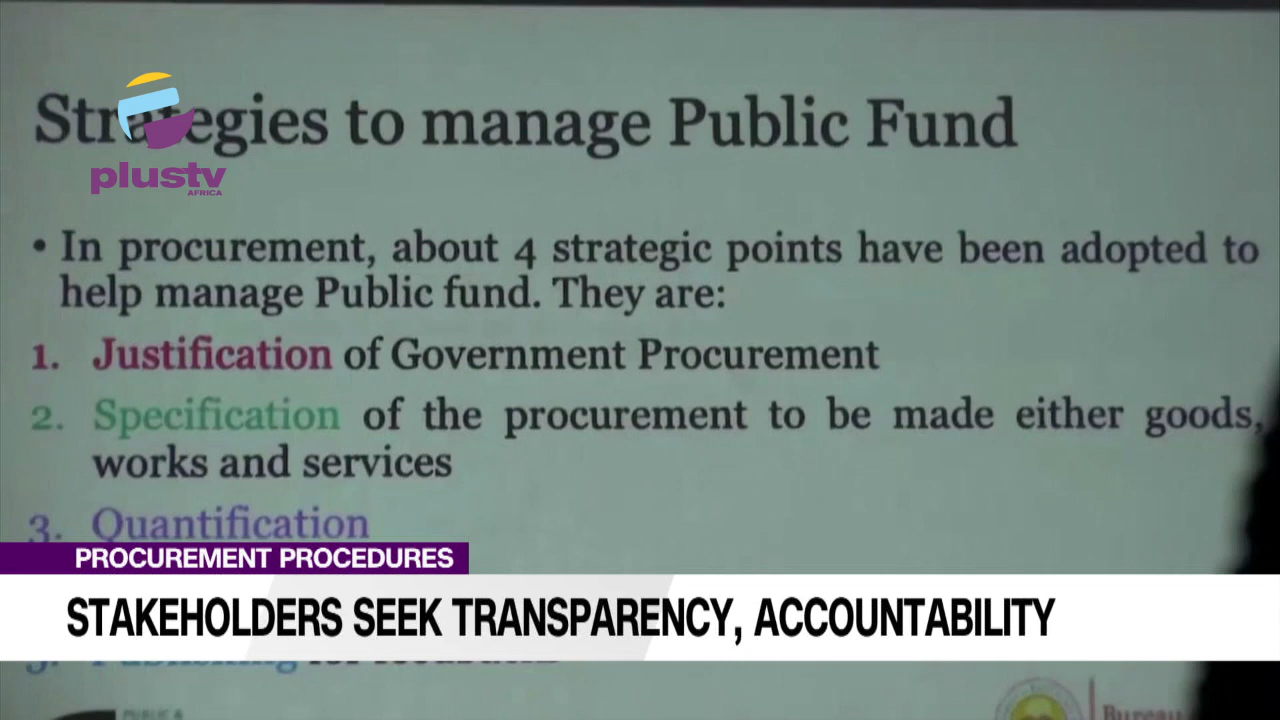 Strategies to manage Public Fund
plustv
AFRICA
• In procurement, about 4 strategic points have been adopted to
help manage Public fund. They are:
1. Justification of Government Procurement
2. Specification of the procurement to be made either goods,
works and services
3. Quantification
PROCUREMENT PROCEDURES
STAKEHOLDERS SEEK TRANSPARENCY, ACCOUNTABILITY
Bureau